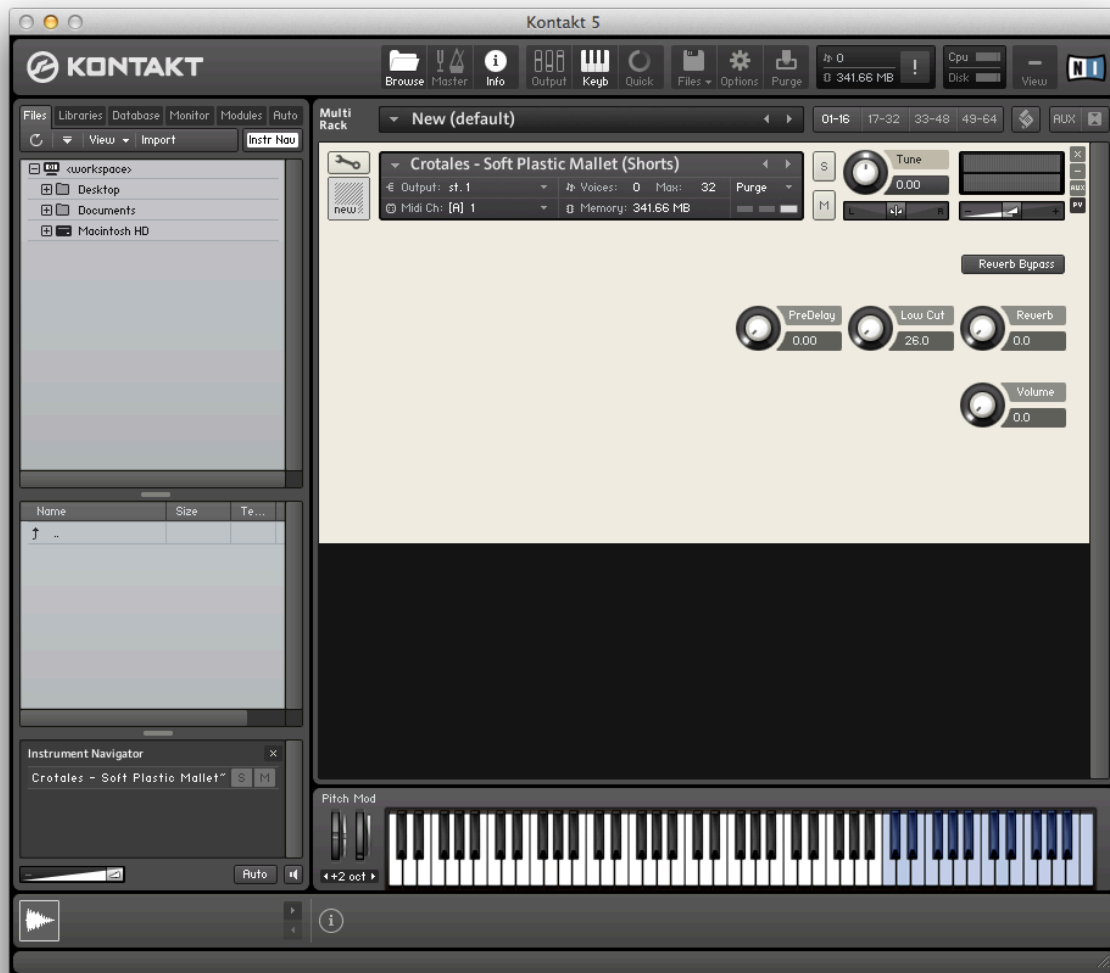 Kontakt 5
KONTAKT
Browse Master Info Output Keyb Quick Files Options Purge
0
341.66 MB
!
Cpu
Disk
View
NI
Files Libraries Database Monitor Modules Auto
View Import Instr Nav
<workspace>
Desktop
Documents
Macintosh HD
Name Size Te...
..
Instrument Navigator ×
Crotales - Soft Plastic Mallet~ S M
Auto
Multi
Rack
New (default)
01-16 17-32 33-48 49-64 AUX
Crotales - Soft Plastic Mallet (Shorts)
Output: st. 1 Voices: 0 Max: 32 Purge
Midi Ch: [A] 1 Memory: 341.66 MB
new
S
M
Tune
0.00
L R
- +
×
-
AUX
PV
Reverb Bypass
PreDelay
0.00
Low Cut
26.0
Reverb
0.0
Volume
0.0
Pitch Mod
+2 oct
i